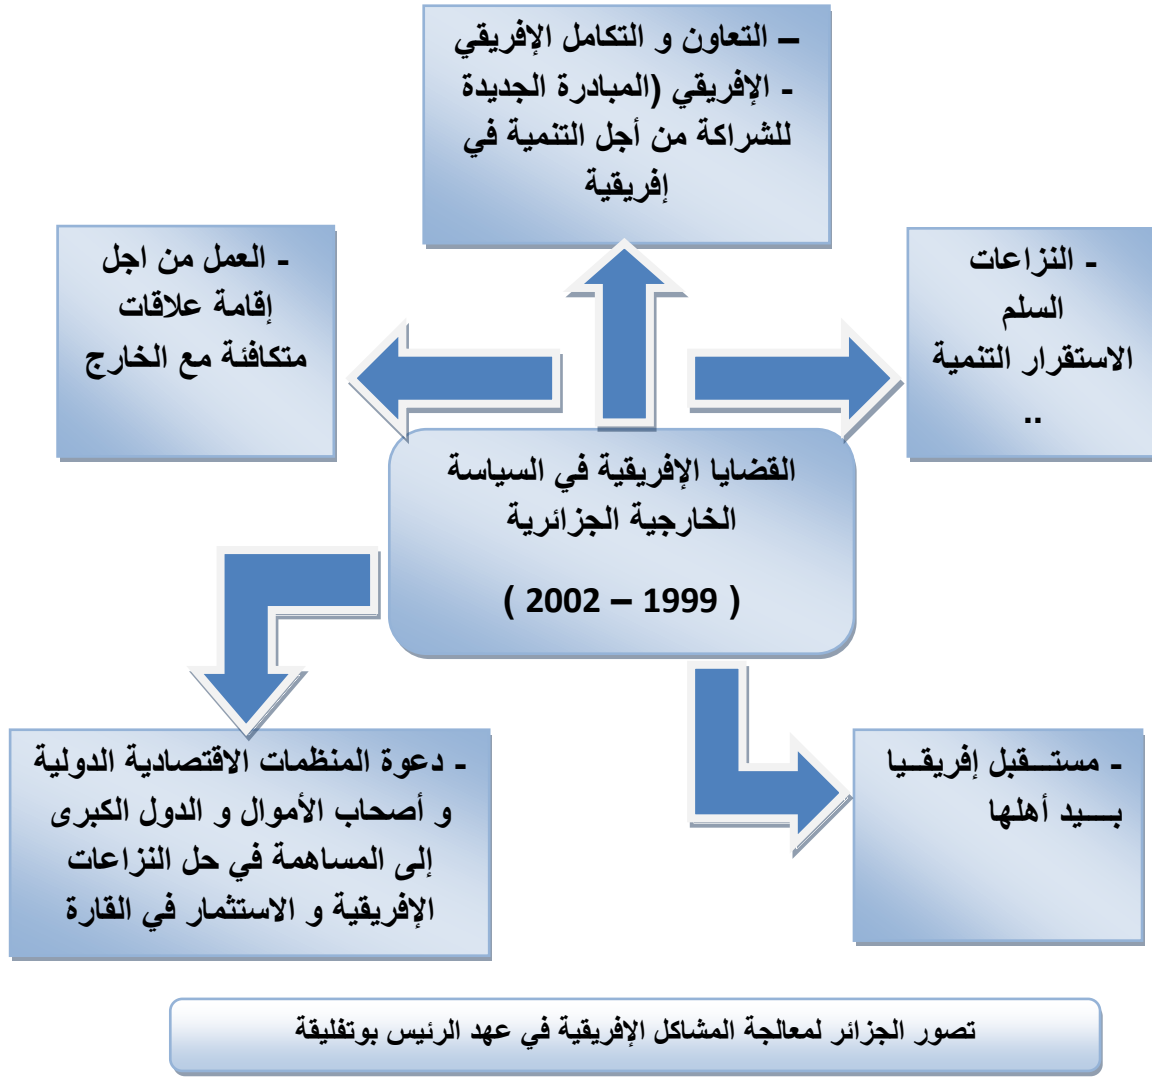 – التعاون و التكامل الإفريقي
- الإفريقي (المبادرة الجديدة
للشراكة من أجل التنمية في
إفريقية
- النزاعات
السلم
الاستقرار التنمية
..
- العمل من اجل
إقامة علاقات
متكافئة مع الخارج
القضايا الإفريقية في السياسة
الخارجية الجزائرية
( 1999 – 2002 )
- مستــقبل إفريقــيا
بـــيد أهلها
- دعوة المنظمات الاقتصادية الدولية
و أصحاب الأموال و الدول الكبرى
إلى المساهمة في حل النزاعات
الإفريقية و الاستثمار في القارة
تصور الجزائر لمعالجة المشاكل الإفريقية في عهد الرئيس بوتفليقة